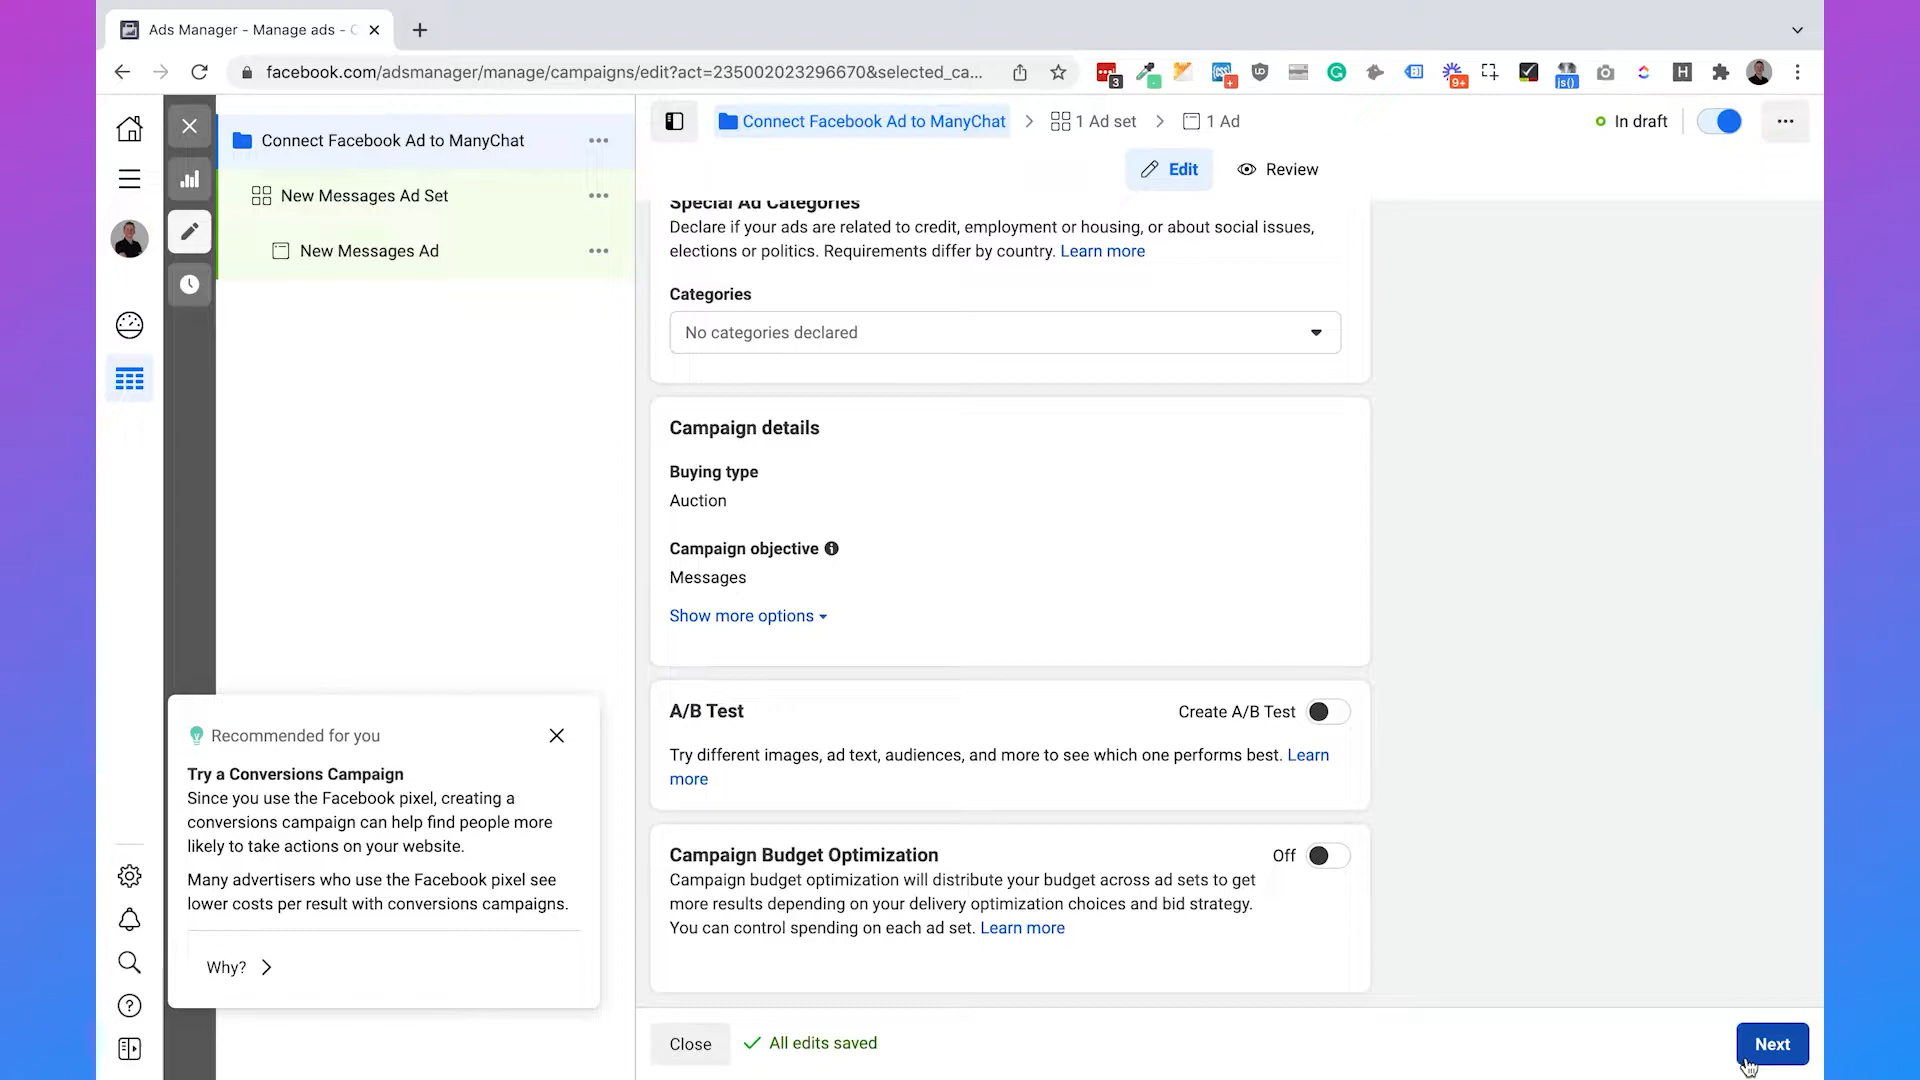 Ads Manager - Manage ads - C
facebook.com/adsmanager/manage/campaigns/edit?act=235002023296670&selected_ca...
3
9+
js()
H
Connect Facebook Ad to ManyChat
New Messages Ad Set
New Messages Ad
Connect Facebook Ad to ManyChat
1 Ad set
1 Ad
In draft
Edit
Review
Special Ad Categories
Declare if your ads are related to credit, employment or housing, or about social issues,
elections or politics. Requirements differ by country. Learn more
Categories
No categories declared
Campaign details
Buying type
Auction
Campaign objective
Messages
Show more options
A/B Test
Create A/B Test
Try different images, ad text, audiences, and more to see which one performs best. Learn
more
Campaign Budget Optimization
Off
Campaign budget optimization will distribute your budget across ad sets to get
more results depending on your delivery optimization choices and bid strategy.
You can control spending on each ad set. Learn more
Recommended for you
Try a Conversions Campaign
Since you use the Facebook pixel, creating a
conversions campaign can help find people more
likely to take actions on your website.
Many advertisers who use the Facebook pixel see
lower costs per result with conversions campaigns.
Why?
Close
All edits saved
Next